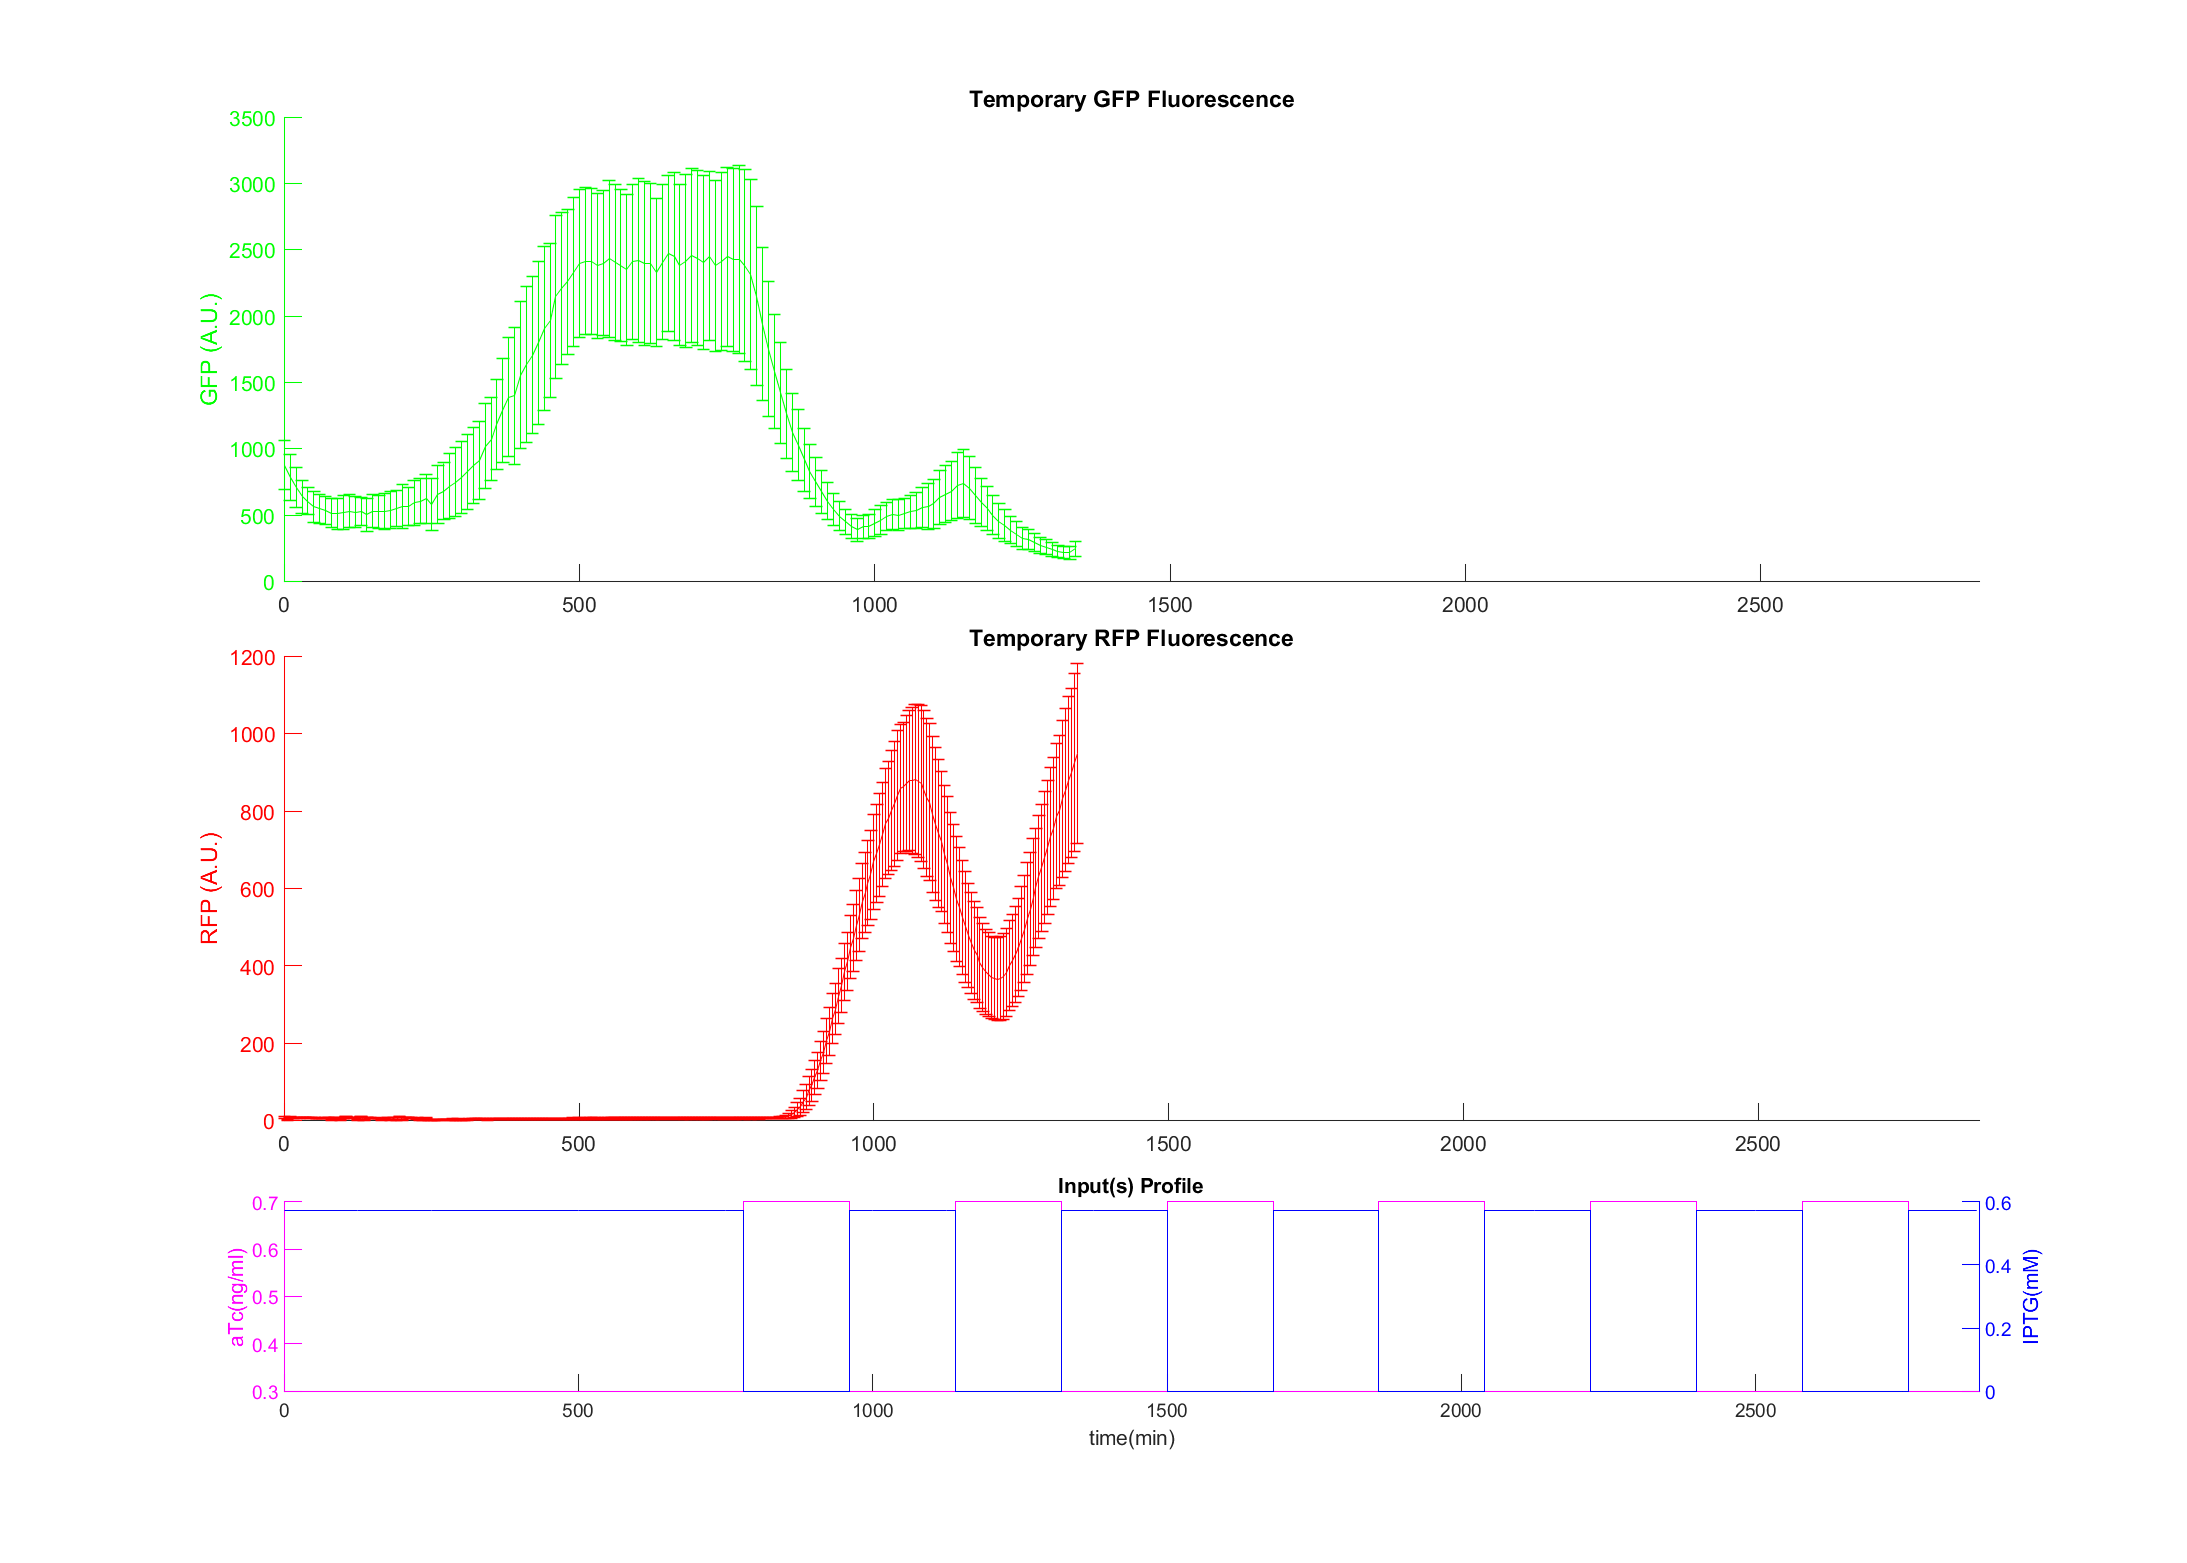 Temporary GFP Fluorescence
3500
3000
2500
2000
1500
1000
500
0
GFP (A.U.)
0 500 1000 1500 2000 2500
Temporary RFP Fluorescence
1200
1000
800
600
400
200
0
RFP (A.U.)
0 500 1000 1500 2000 2500
Input(s) Profile
0.7
0.6
0.5
0.4
0.3
aTc(ng/ml)
0.6
0.4
0.2
0
IPTG(mM)
0 500 1000 1500 2000 2500
time(min)